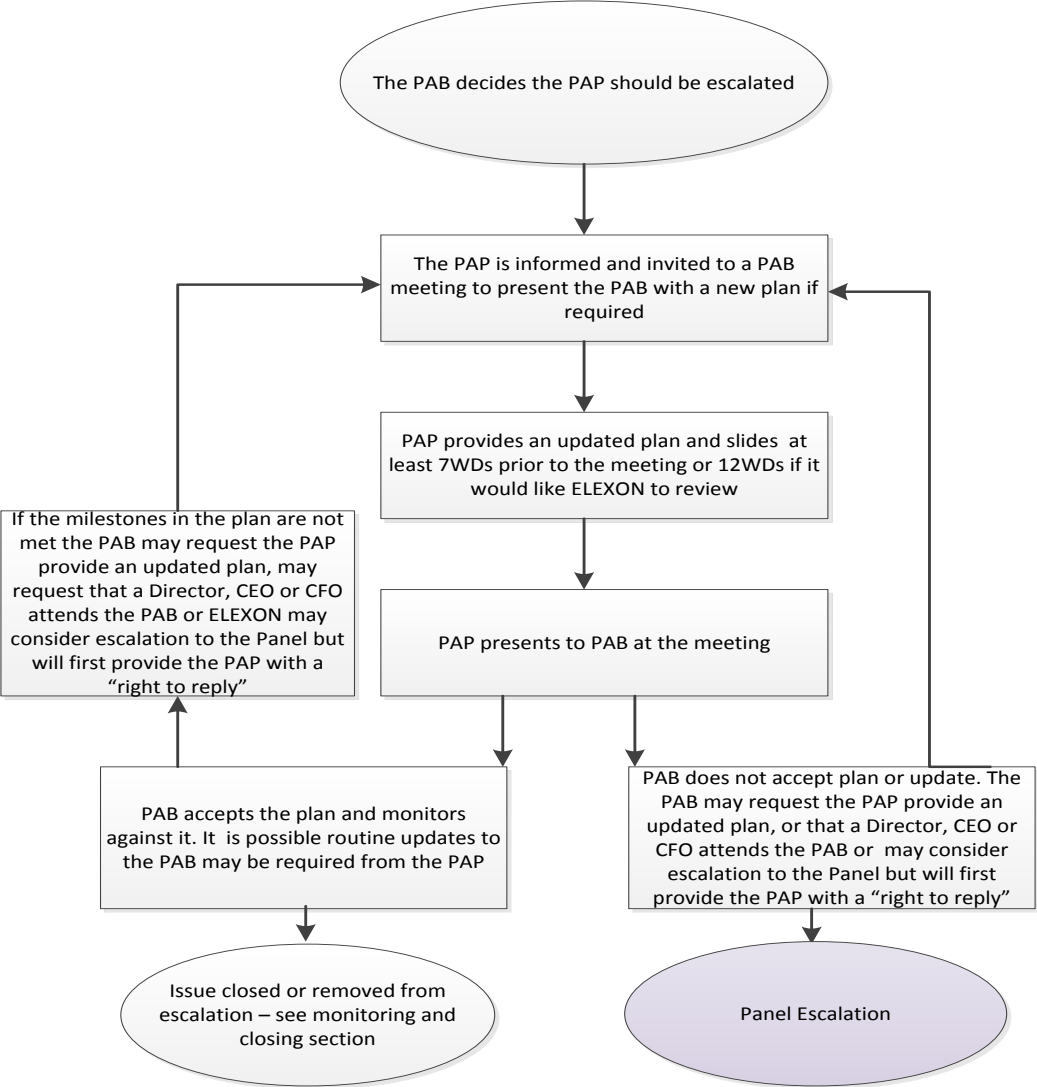 The PAB decides the PAP should be escalated
The PAP is informed and invited to a PAB
meeting to present the PAB with a new plan if
required
PAP provides an updated plan and slides  at
least 7WDs prior to the meeting or 12WDs if it
would like ELEXON to review
If the milestones in the plan are not
met the PAB may request the PAP
provide an updated plan, may
request that a Director, CEO or CFO
attends the PAB or ELEXON may
consider escalation to the Panel but
will first provide the PAP with a
“right to reply”
PAP presents to PAB at the meeting
PAB accepts the plan and monitors
against it. It  is possible routine updates to
the PAB may be required from the PAP
PAB does not accept plan or update. The
PAB may request the PAP provide an
updated plan, or that a Director, CEO or
CFO attends the PAB or  may consider
escalation to the Panel but will first
provide the PAP with a “right to reply”
Issue closed or removed from
escalation – see monitoring and
closing section
Panel Escalation